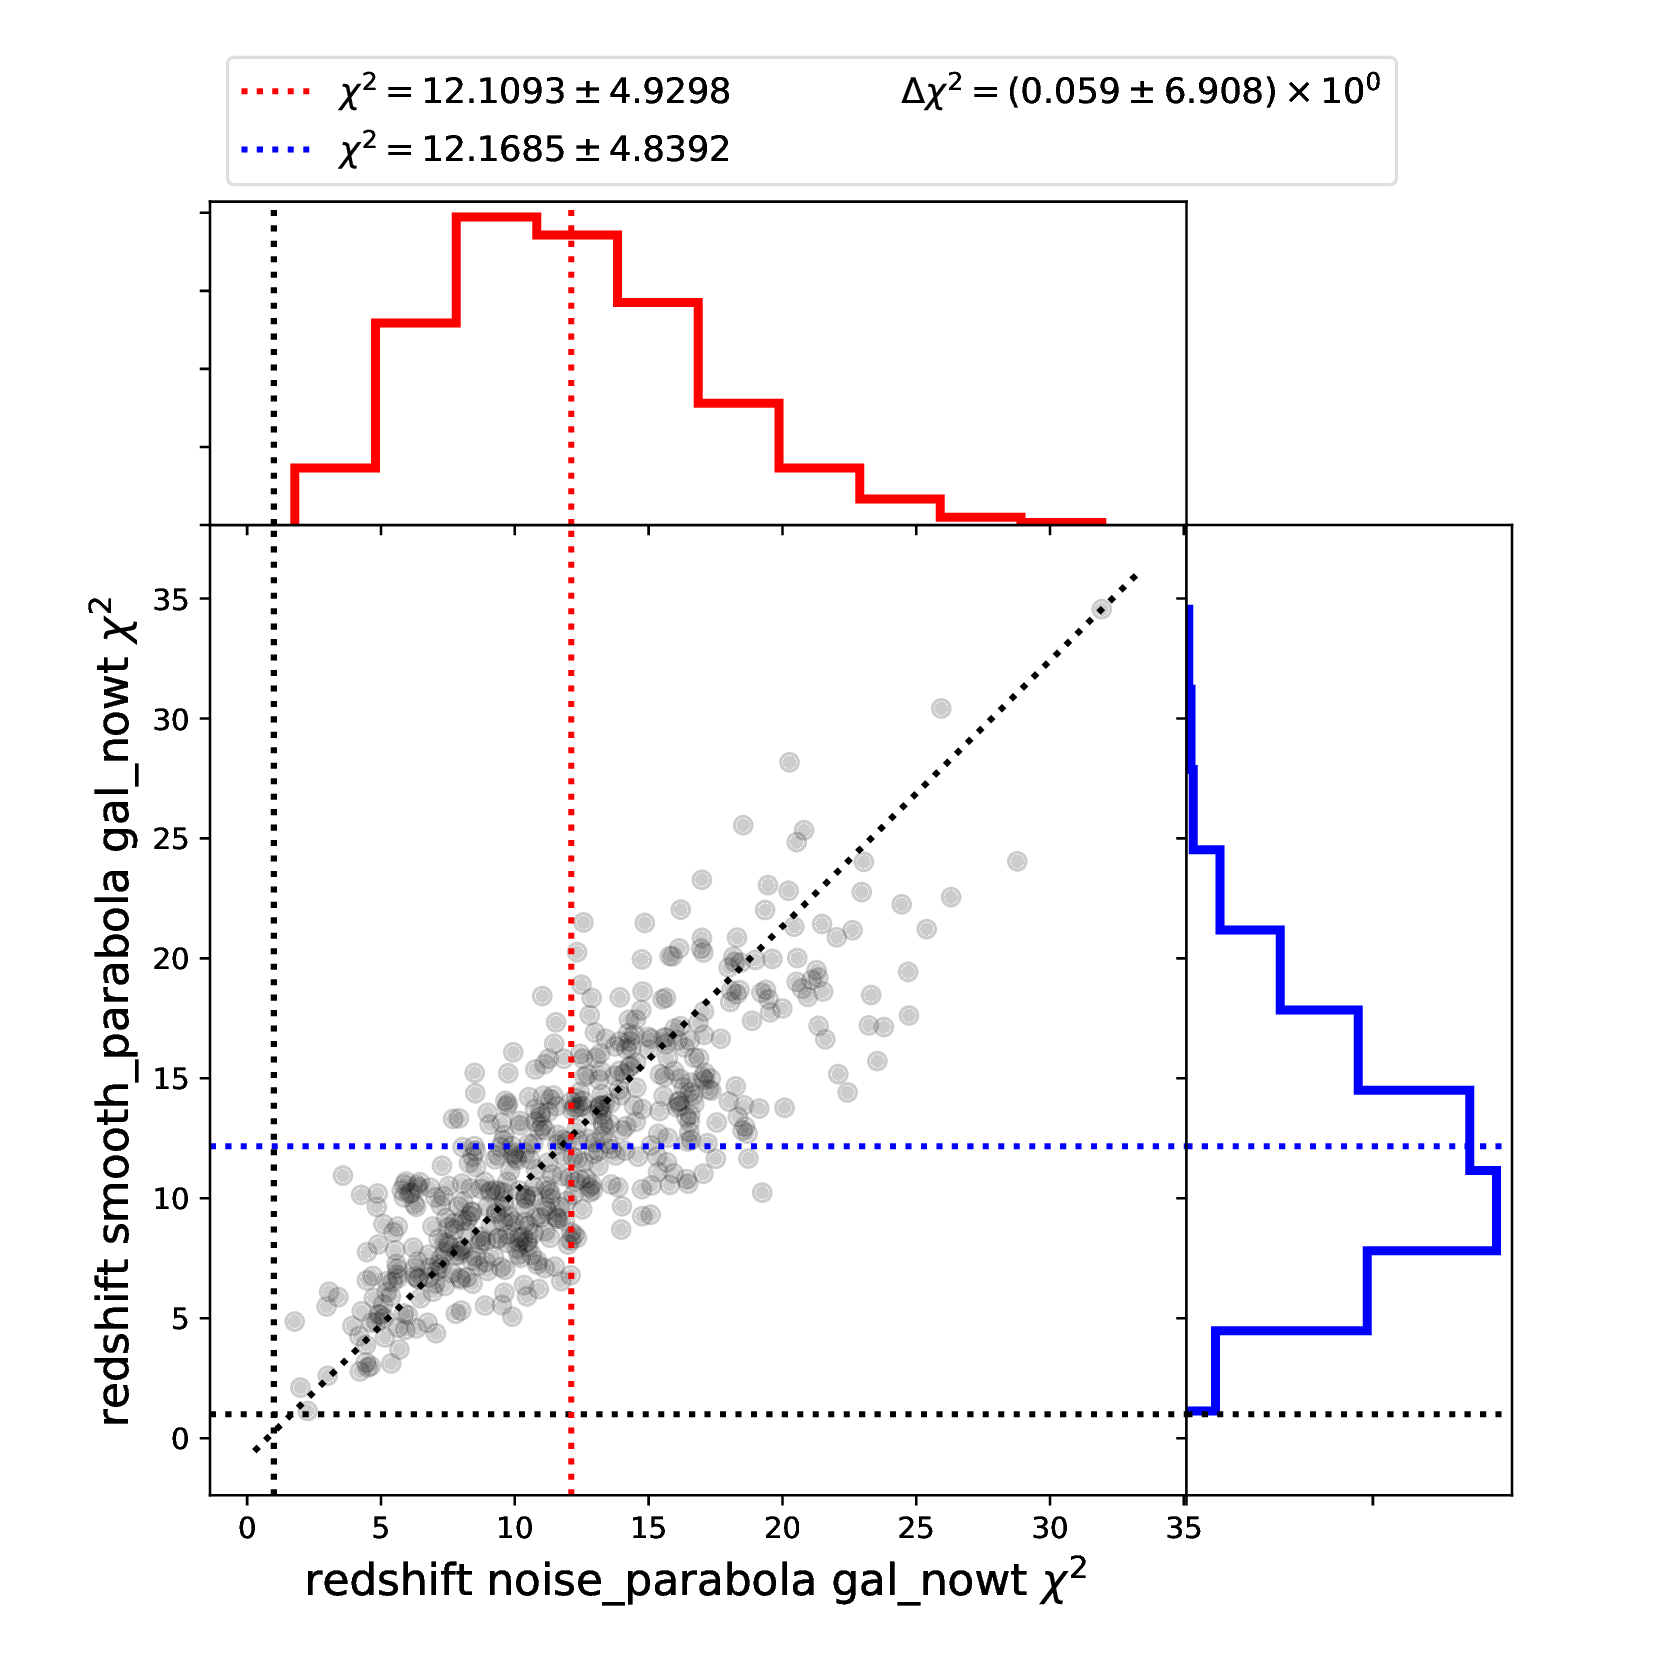 χ² = 12.1093 ± 4.9298
Δχ² = (0.059 ± 6.908) × 10⁰
χ² = 12.1685 ± 4.8392
redshift smooth_parabola gal_nowt χ²
35
30
25
20
15
10
5
0
0 5 10 15 20 25 30 35
redshift noise_parabola gal_nowt χ²